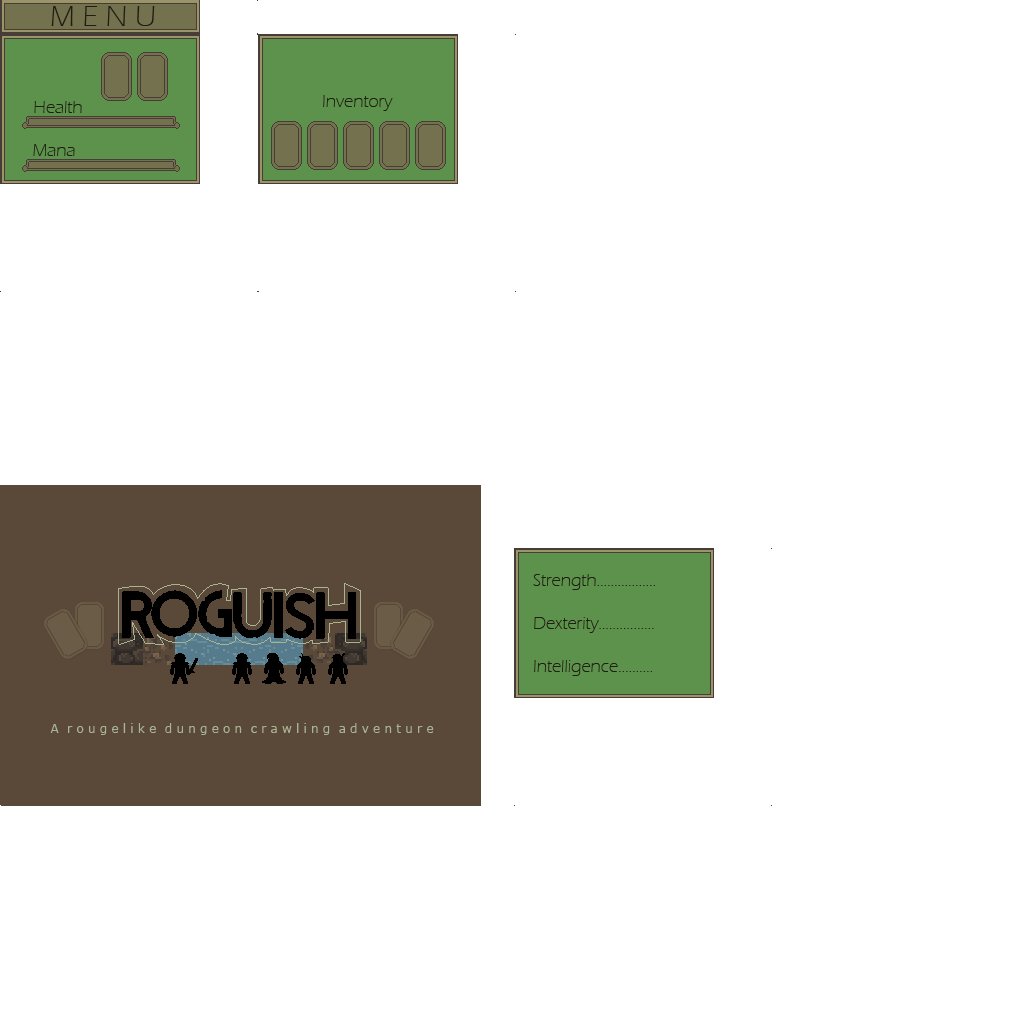 MENU
Health
Mana
Inventory
ROGUISH
A rougelike dungeon crawling adventure
Strength................
Dexterity...............
Intelligence.........